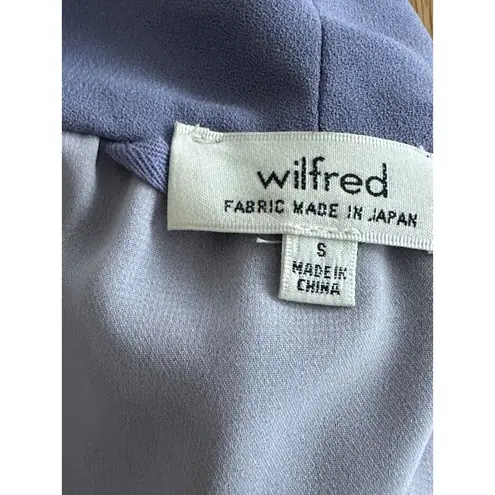 wilfred
FABRIC MADE IN JAPAN
S
MADE IN
CHINA